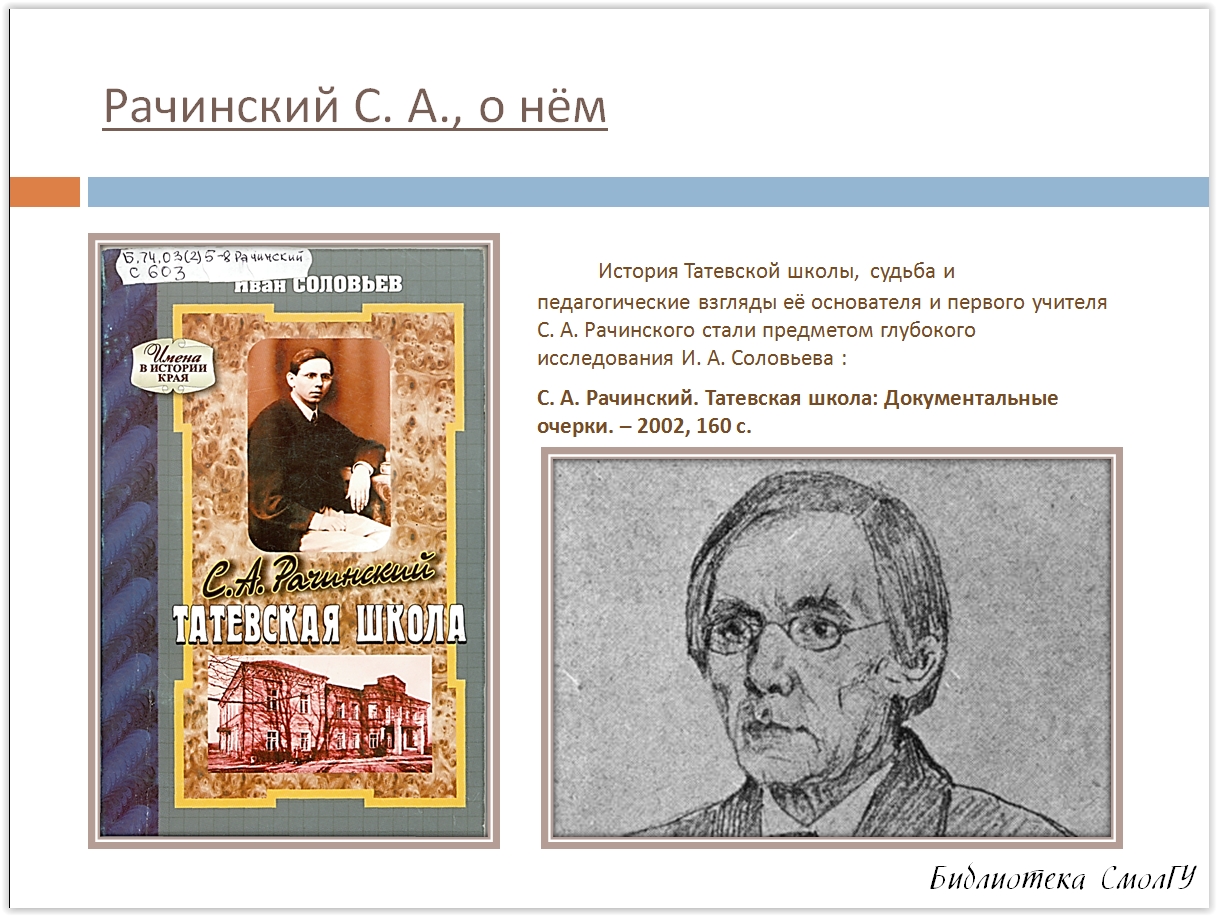 Рачинский С. А., о нём
Б.74.03(2)5-8 Рачинский
С 603
Иван СОЛОВЬЕВ
Имена
В ИСТОРИИ
КРАЯ
С.А. Рачинский
ТАТЕВСКАЯ ШКОЛА
История Татевской школы, судьба и
педагогические взгляды её основателя и первого учителя
С. А. Рачинского стали предметом глубокого
исследования И. А. Соловьева :
С. А. Рачинский. Татевская школа: Документальные
очерки. – 2002, 160 с.
Библиотека СмолГУ